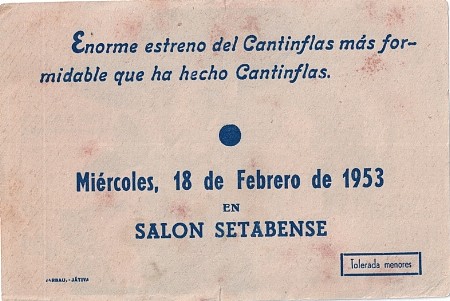 Enorme estreno del Cantinflas más for-
midable que ha hecho Cantinflas.
Miércoles, 18 de Febrero de 1953
EN
SALON SETABENSE
Tolerada menores
JÁTIVA